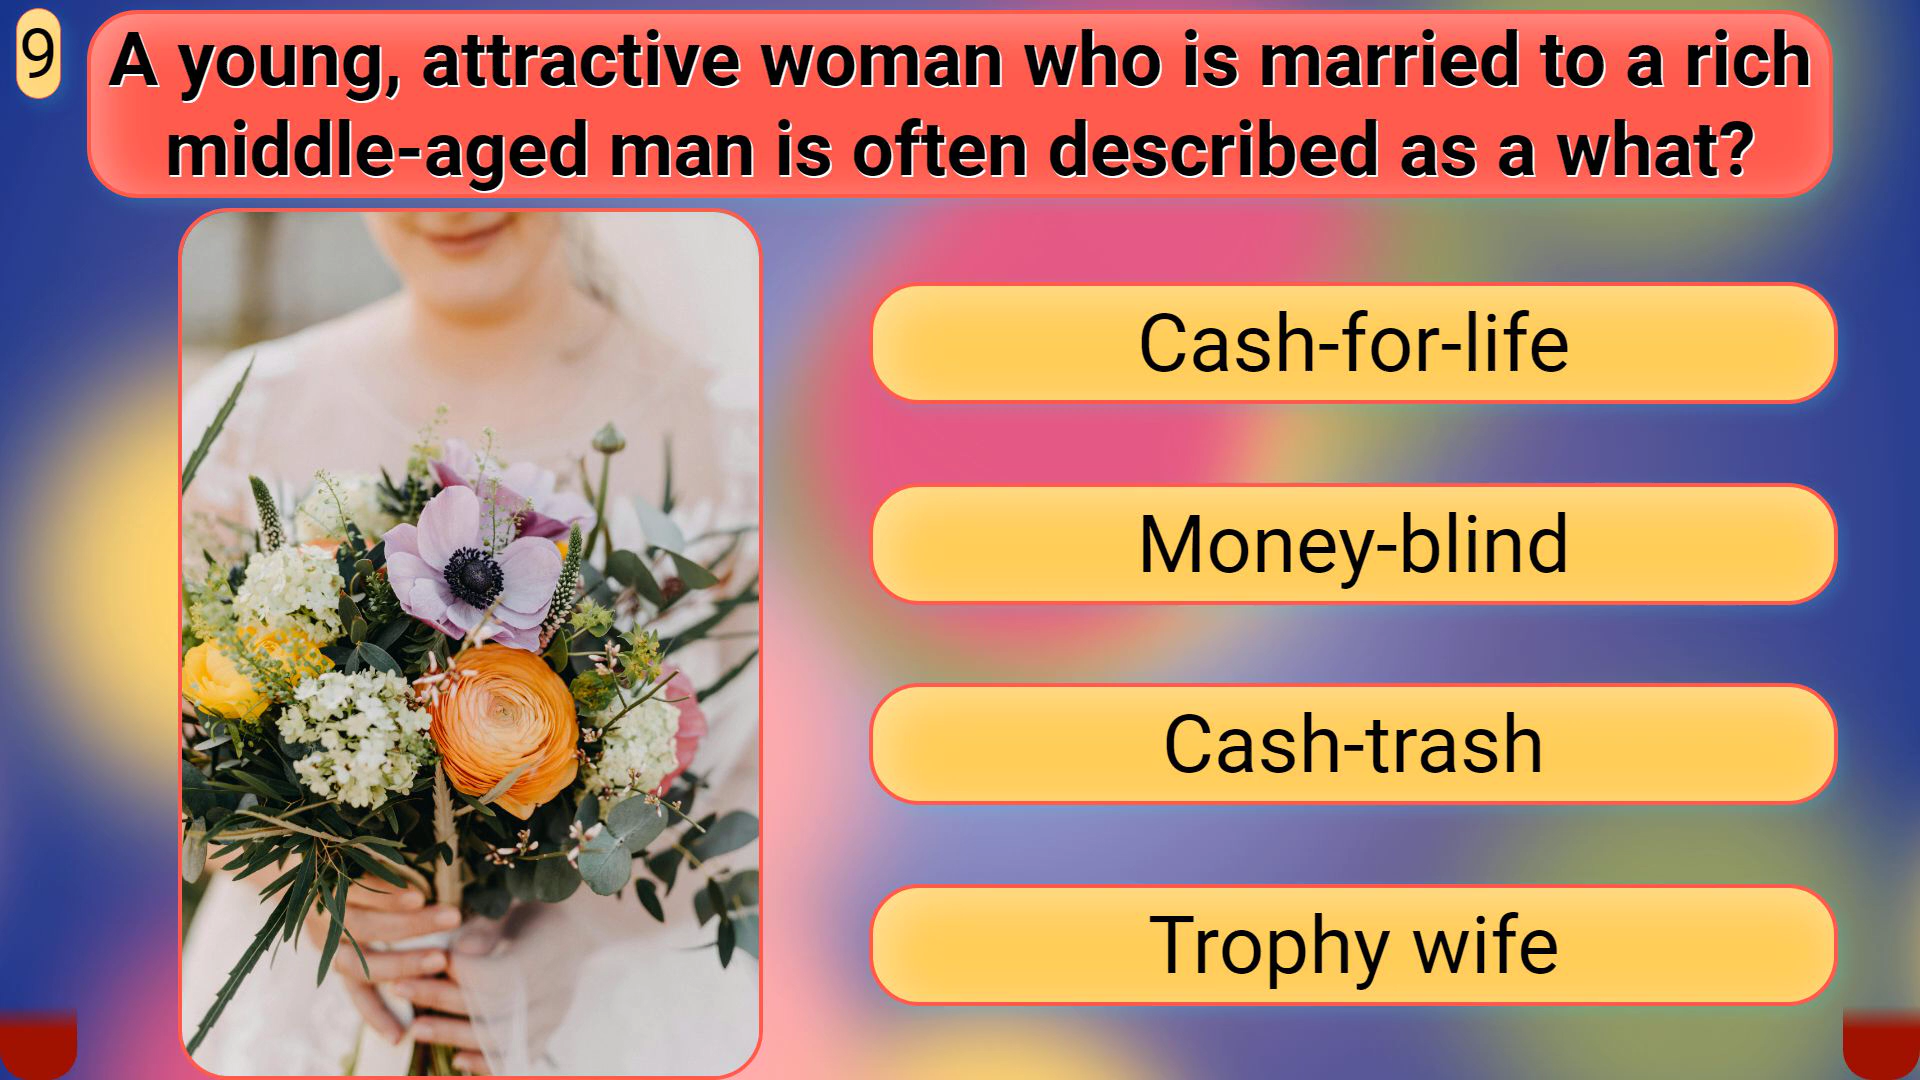 9
A young, attractive woman who is married to a rich
middle-aged man is often described as a what?
Cash-for-life
Money-blind
Cash-trash
Trophy wife